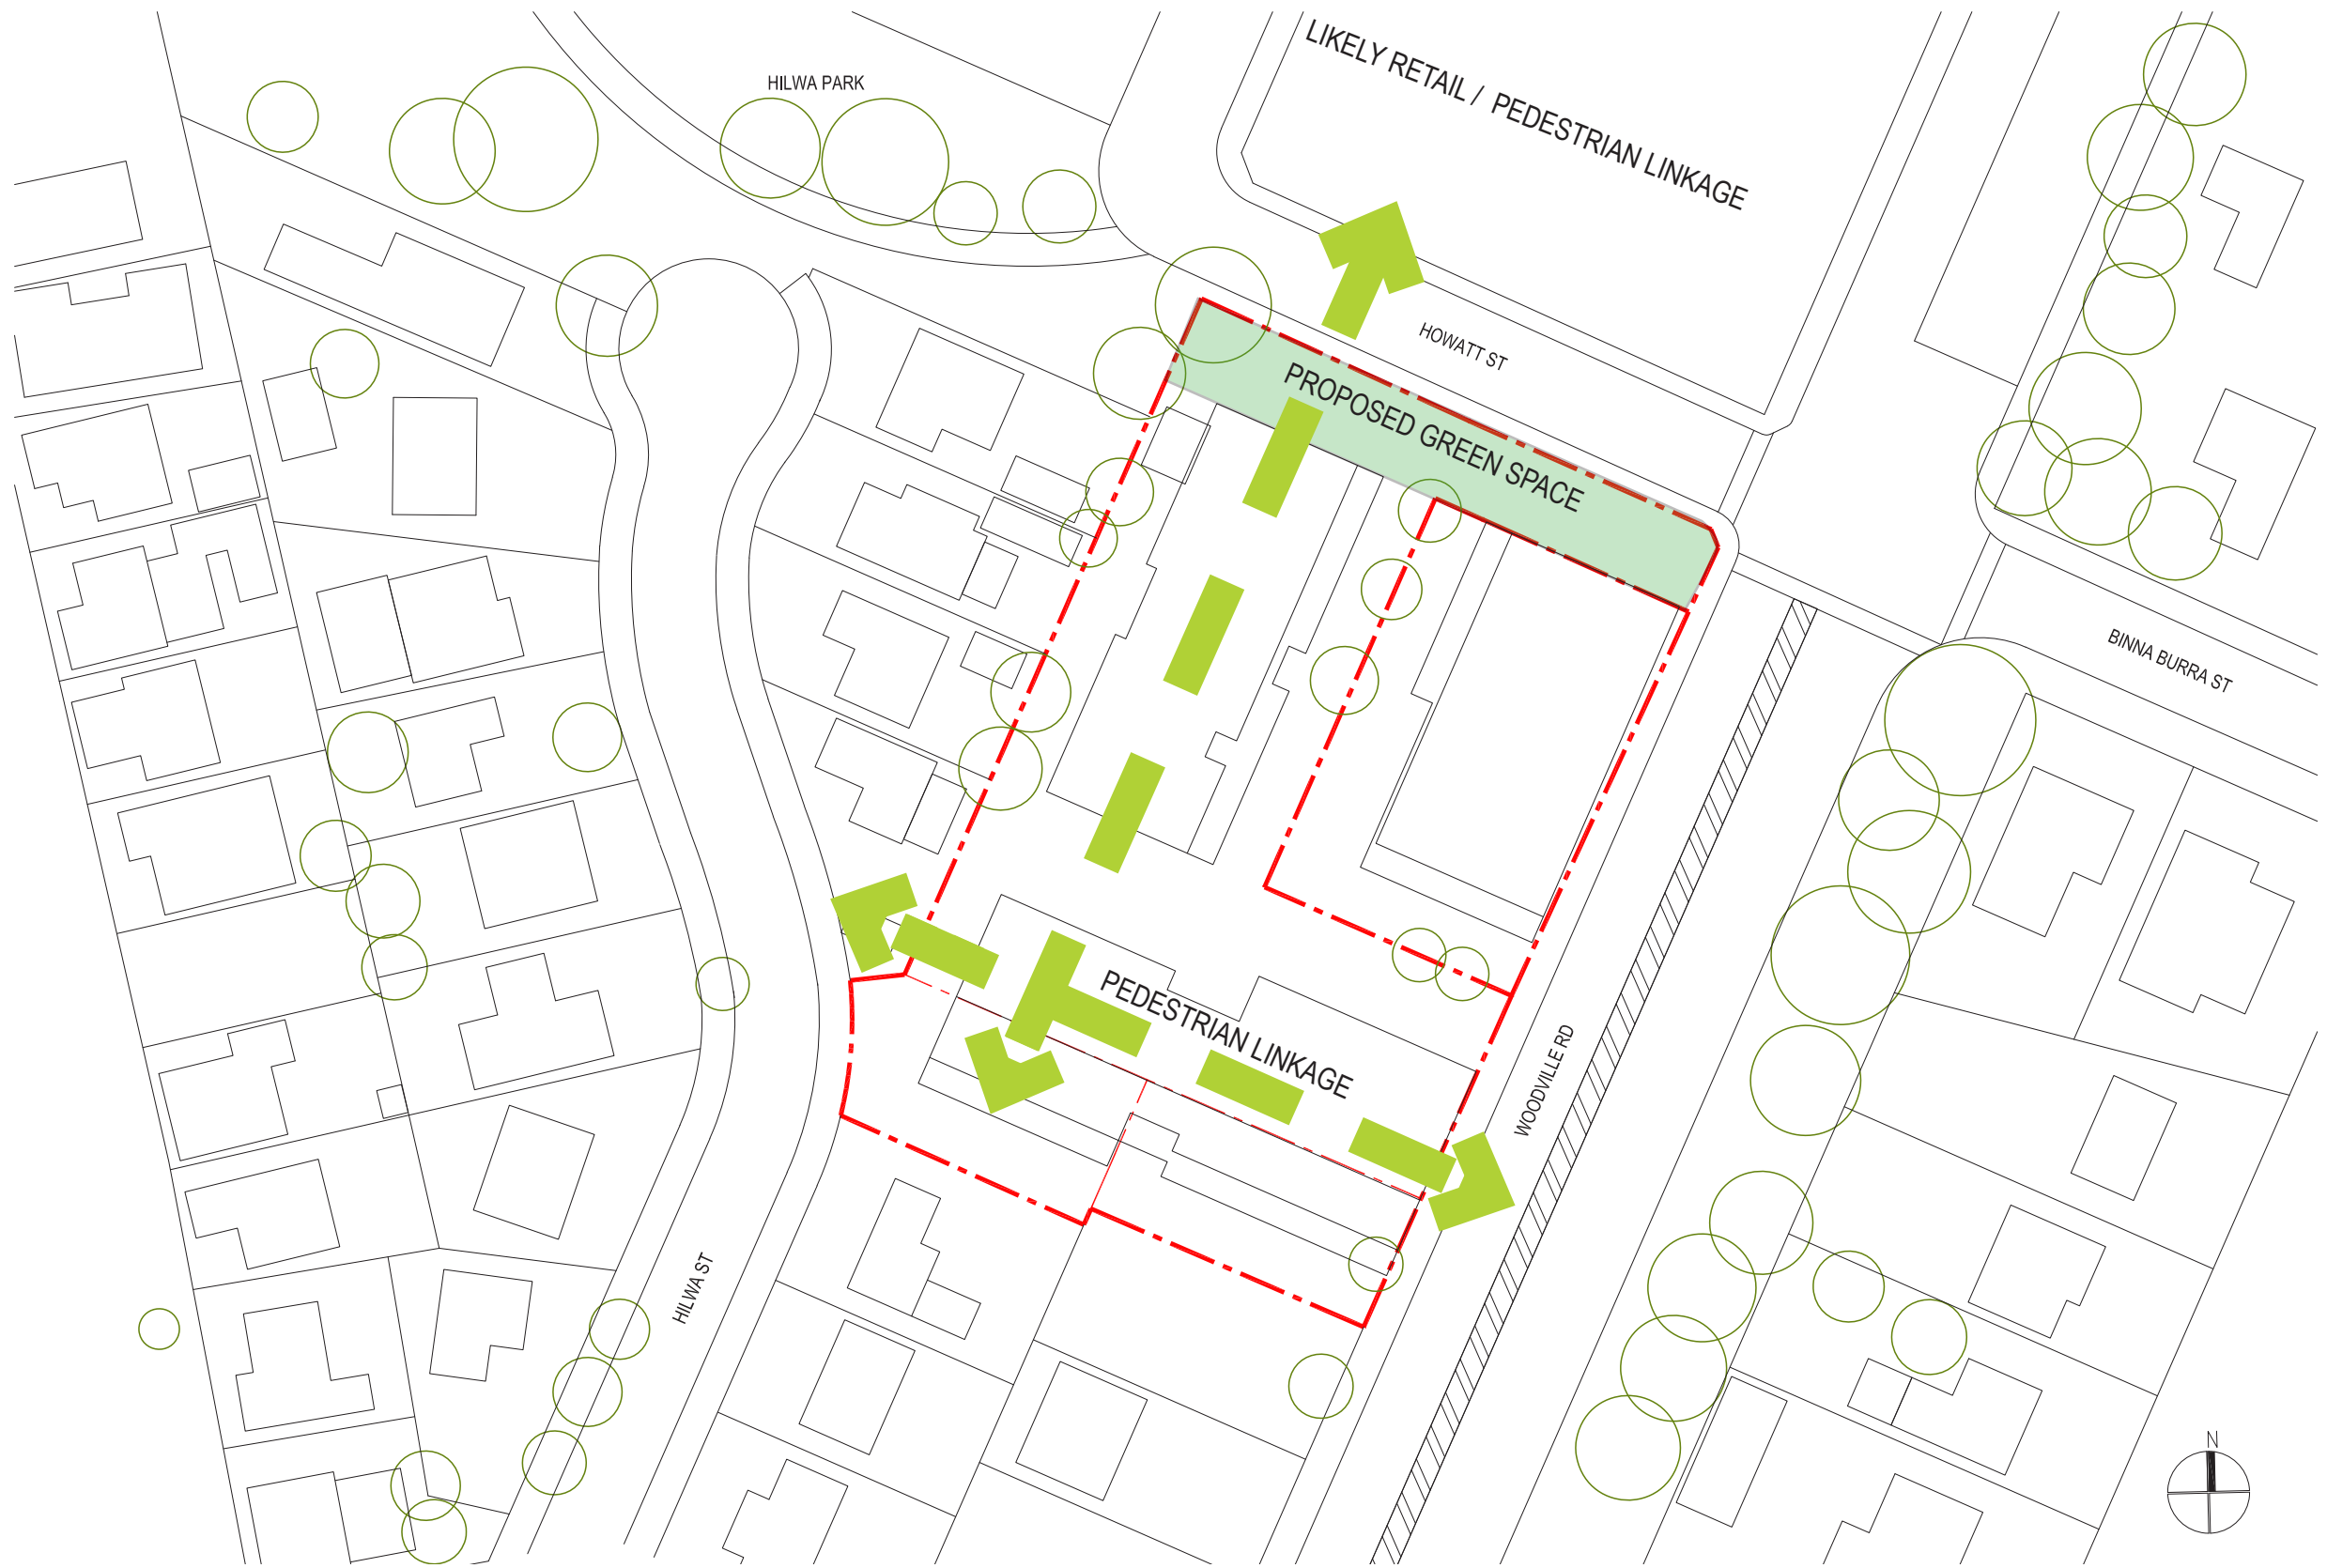 LIKELY RETAIL / PEDESTRIAN LINKAGE
HILWA PARK
HOWATT ST
PROPOSED GREEN SPACE
BINNA BURRA ST
PEDESTRIAN LINKAGE
WOODVILLE RD
HILWA ST
N